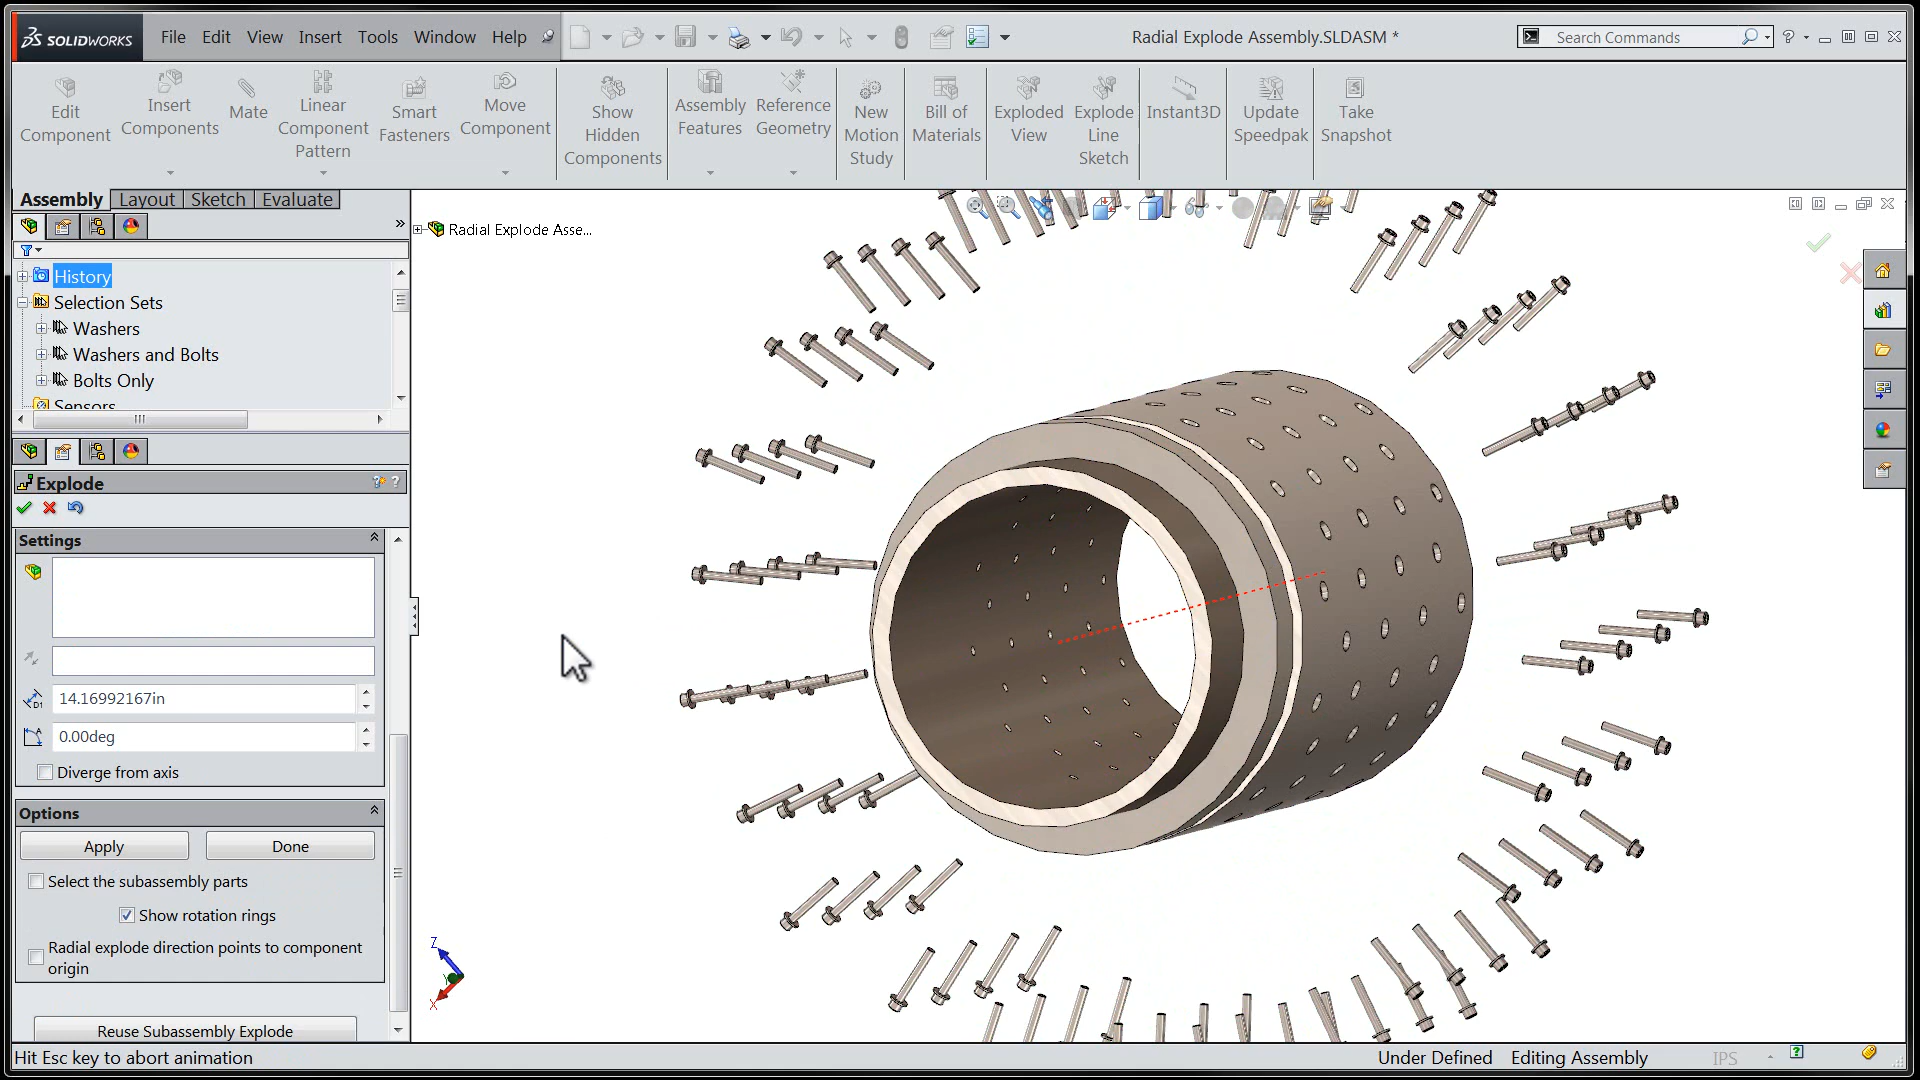 SOLIDWORKS File Edit View Insert Tools Window Help Radial Explode Assembly.SLDASM * Search Commands ?
Edit Component
Insert Components
Mate
Linear Component Pattern
Smart Fasteners
Move Component
Show Hidden Components
Assembly Features
Reference Geometry
New Motion Study
Bill of Materials
Exploded View
Explode Line Sketch
Instant3D
Update Speedpak
Take Snapshot
Assembly Layout Sketch Evaluate
Radial Explode Asse...
History
Selection Sets
Washers
Washers and Bolts
Bolts Only
Sensors
Explode ?
Settings
D1 14.16992167in
0.00deg
Diverge from axis
Options
Apply Done
Select the subassembly parts
Show rotation rings
Radial explode direction points to component
origin
Reuse Subassembly Explode
Z
Y
X
Hit Esc key to abort animation Under Defined Editing Assembly IPS ?